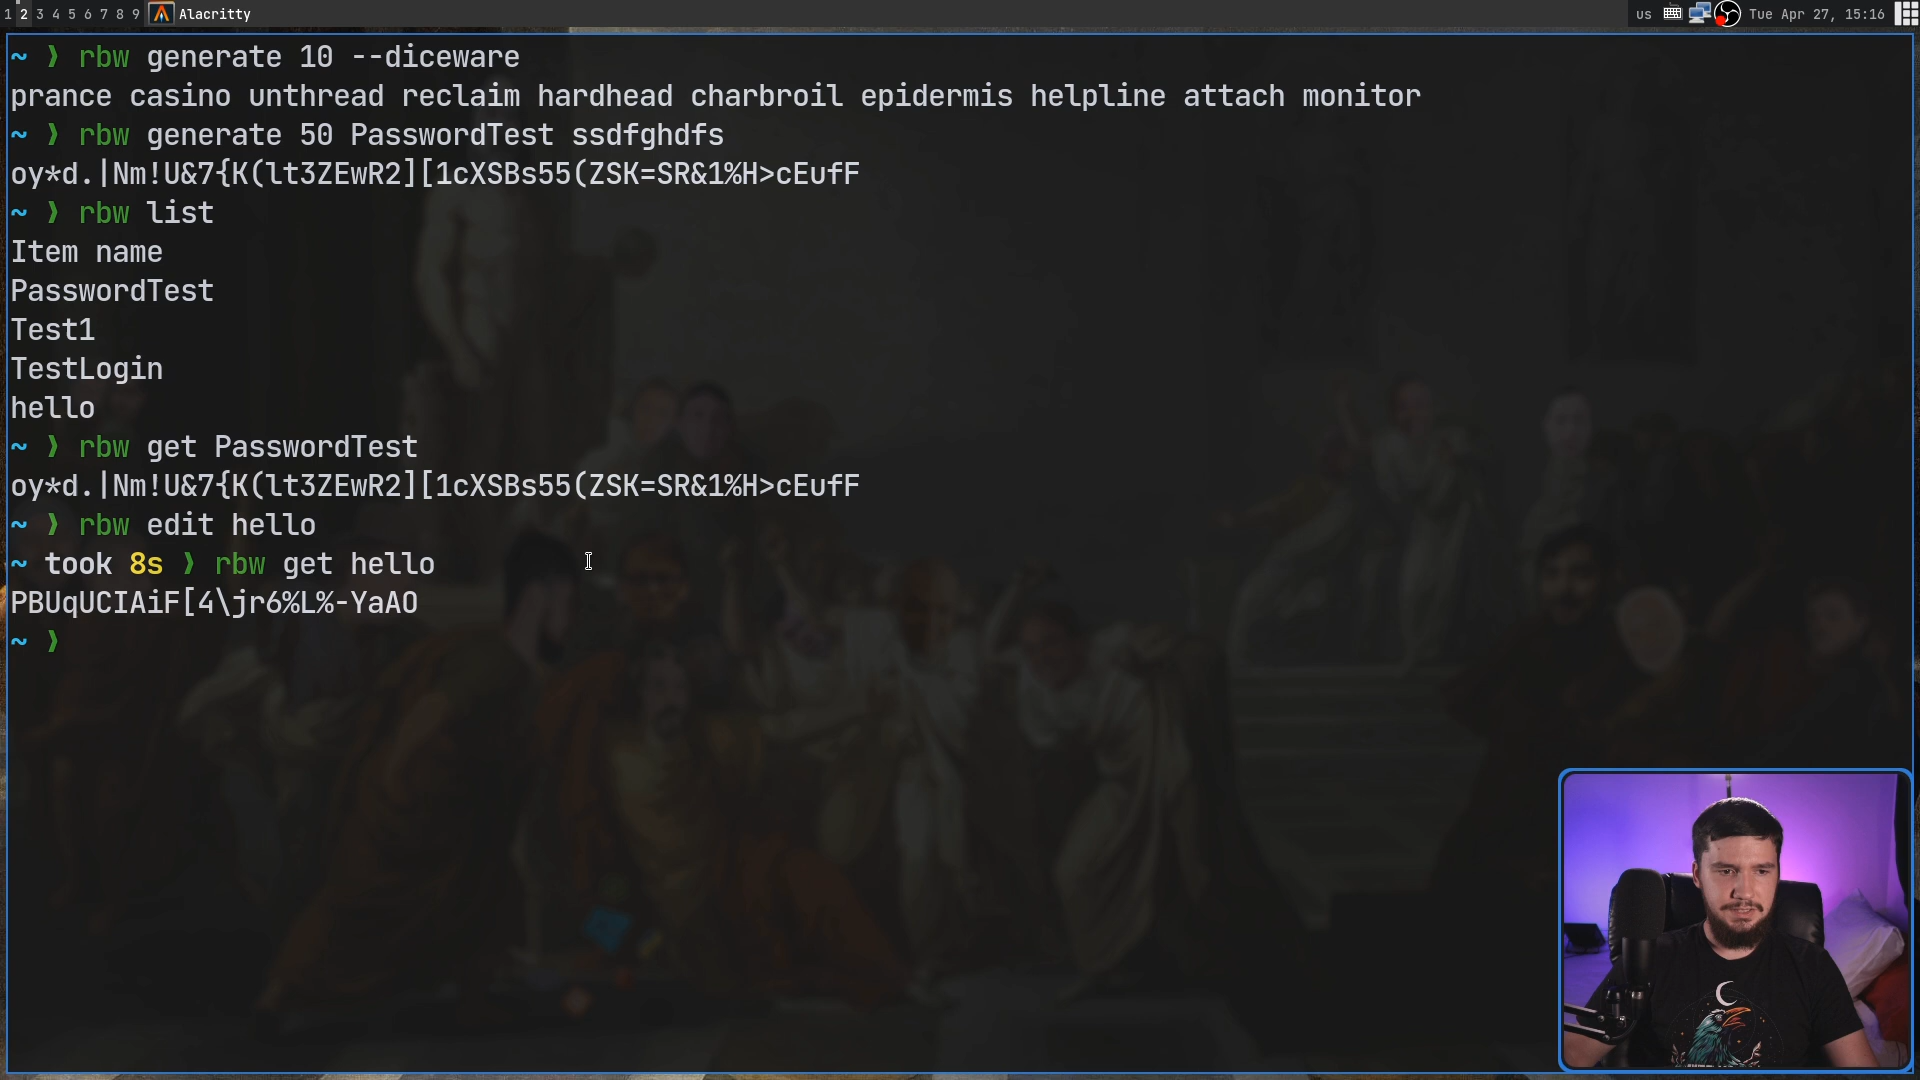 1 2 3 4 5 6 7 8 9 Alacritty us Tue Apr 27, 15:16
~ ❯ rbw generate 10 --diceware
prance casino unthread reclaim hardhead charbroil epidermis helpline attach monitor
~ ❯ rbw generate 50 PasswordTest ssdfghdfs
oy*d.|Nm!U&7{K(lt3ZEwR2][1cXSBs55(ZSK=SR&1%H>cEufF
~ ❯ rbw list
Item name
PasswordTest
Test1
TestLogin
hello
~ ❯ rbw get PasswordTest
oy*d.|Nm!U&7{K(lt3ZEwR2][1cXSBs55(ZSK=SR&1%H>cEufF
~ ❯ rbw edit hello
~ took 8s ❯ rbw get hello
PBUqUCIAiF[4\jr6%L%-YaAO
~ ❯